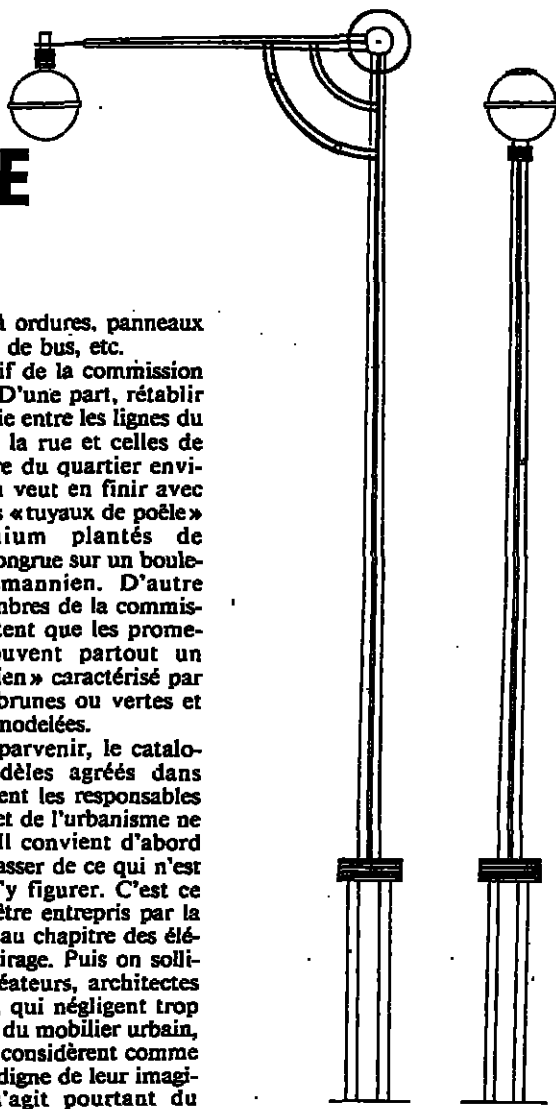 E
à ordures, panneaux
de bus, etc.
if de la commission
D'une part, rétablir
ie entre les lignes du
la rue et celles de
re du quartier envi-
veut en finir avec
s «tuyaux de poêle»
ium plantés de
ongrue sur un boule-
smannien. D'autre
mbres de la commis-
tent que les prome-
uvent partout un
ien» caractérisé par
brunes ou vertes et
modelées.
parvenir, le catalo-
dèles agréés dans
ent les responsables
et de l'urbanisme ne
Il convient d'abord
asser de ce qui n'est
'y figurer. C'est ce
être entrepris par la
au chapitre des élé-
irage. Puis on solli-
éateurs, architectes
qui négligent trop
du mobilier urbain,
considèrent comme
digne de leur imagi-
'agit pourtant du